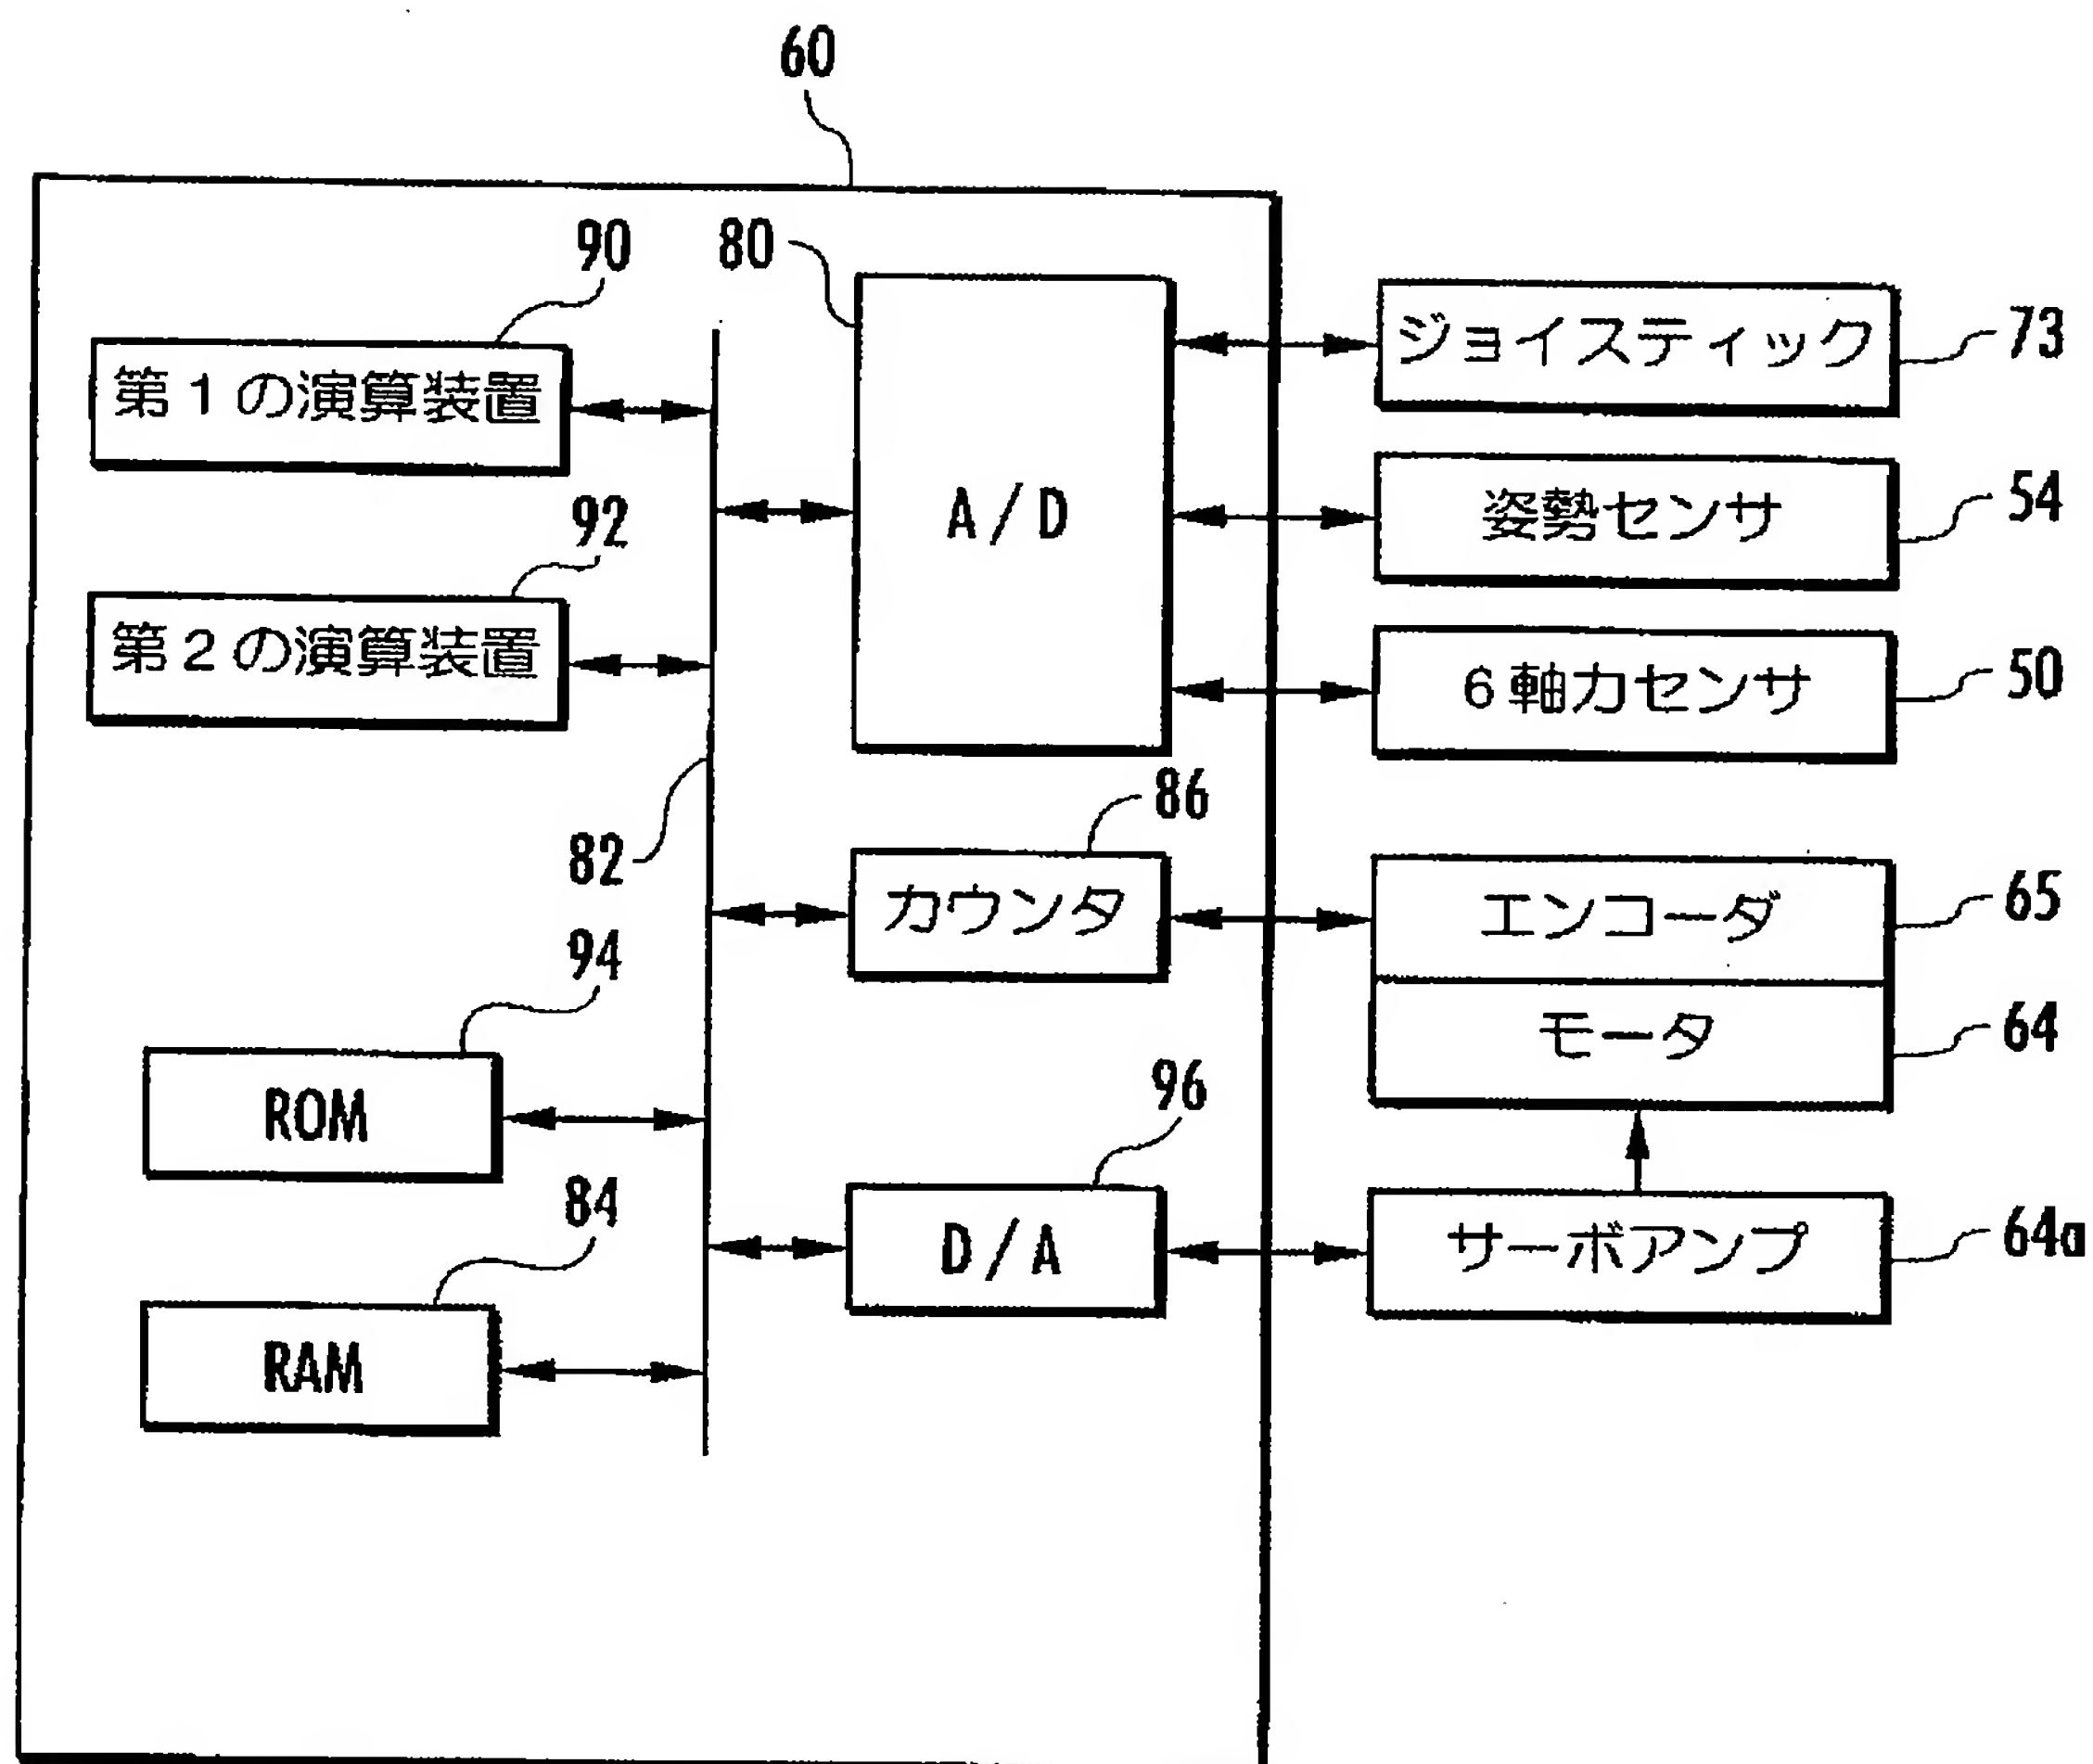 60
90
80
第1の演算装置
ジョイスティック
73
92
A/D
姿勢センサ
54
第2の演算装置
6軸力センサ
50
82
86
カウンタ
エンコーダ
65
94
モータ
64
ROM
96
84
D/A
サーボアンプ
64a
RAM